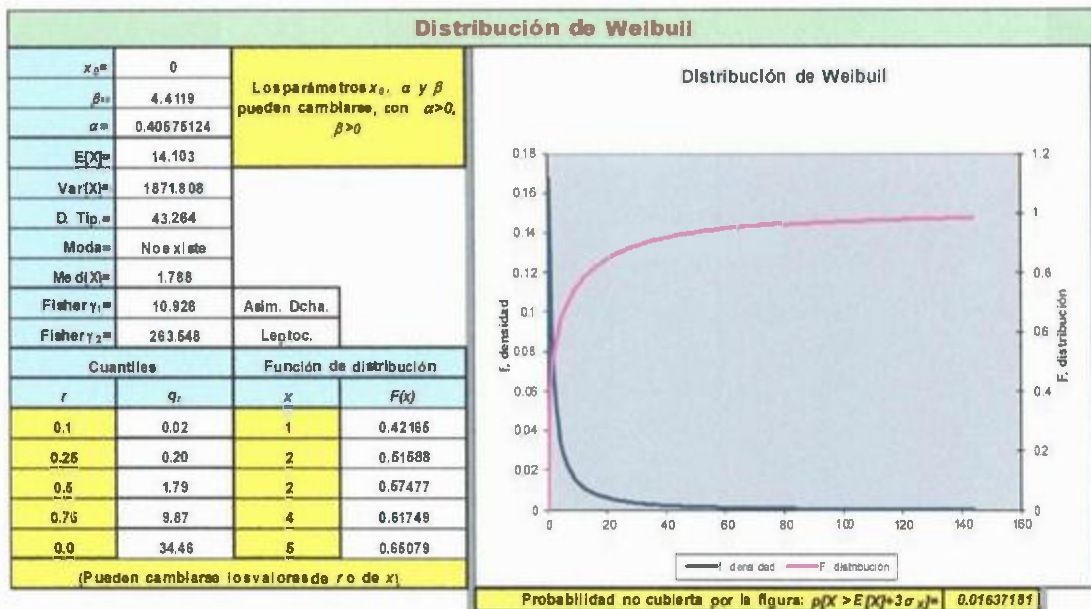 Distribución de Weibull
x₀= 0
β= 4.4119
α= 0.40575124
E[X]= 14.103
Var[X]= 1871.808
D. Tip.= 43.264
Moda= No existe
Med(X)= 1.788
Fisher γ₁= 10.926 Asim. Dcha.
Fisher γ₂= 263.548 Leptoc.
Los parámetros x₀, α y β
pueden cambiarse, con α>0,
β>0
Cuantiles Función de distribución
r qᵣ x F(x)
0.1 0.02 1 0.42165
0.25 0.20 2 0.51588
0.5 1.79 2 0.57477
0.75 9.87 4 0.61749
0.0 34.46 5 0.65079
(Pueden cambiarse los valores de r o de x)
Distribución de Weibull
f. densidad
0.18
0.16
0.14
0.12
0.1
0.08
0.06
0.04
0.02
0
1.2
1
0.8
0.6
0.4
0.2
0
F. distribución
0 20 40 60 80 100 120 140 160
f densidad F distribución
Probabilidad no cubierta por la figura: p[X >E[X]+3σ_X]= 0.01637181